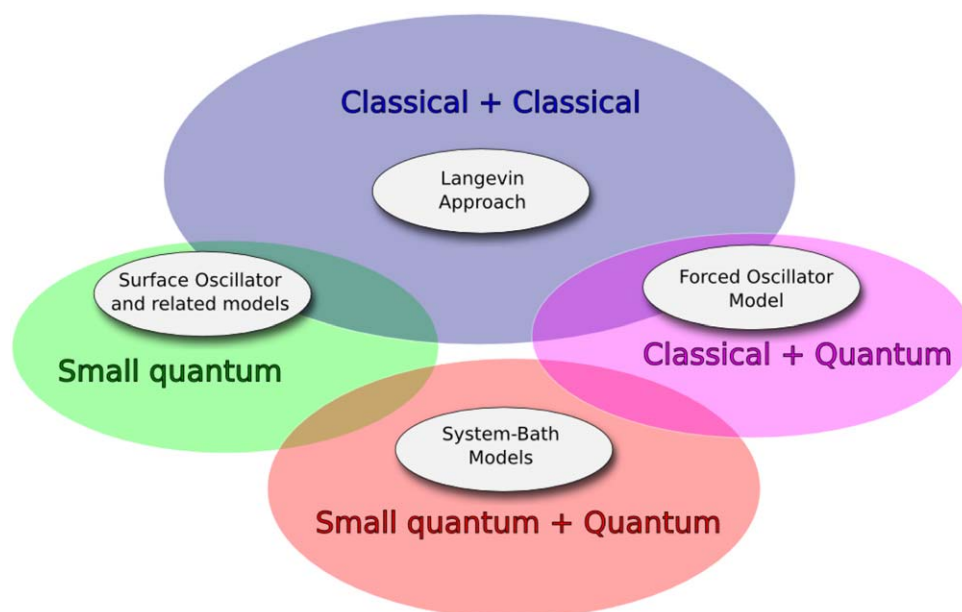 Classical + Classical
Langevin
Approach
Surface Oscillator
and related models
Forced Oscillator
Model
Small quantum
Classical + Quantum
System-Bath
Models
Small quantum + Quantum